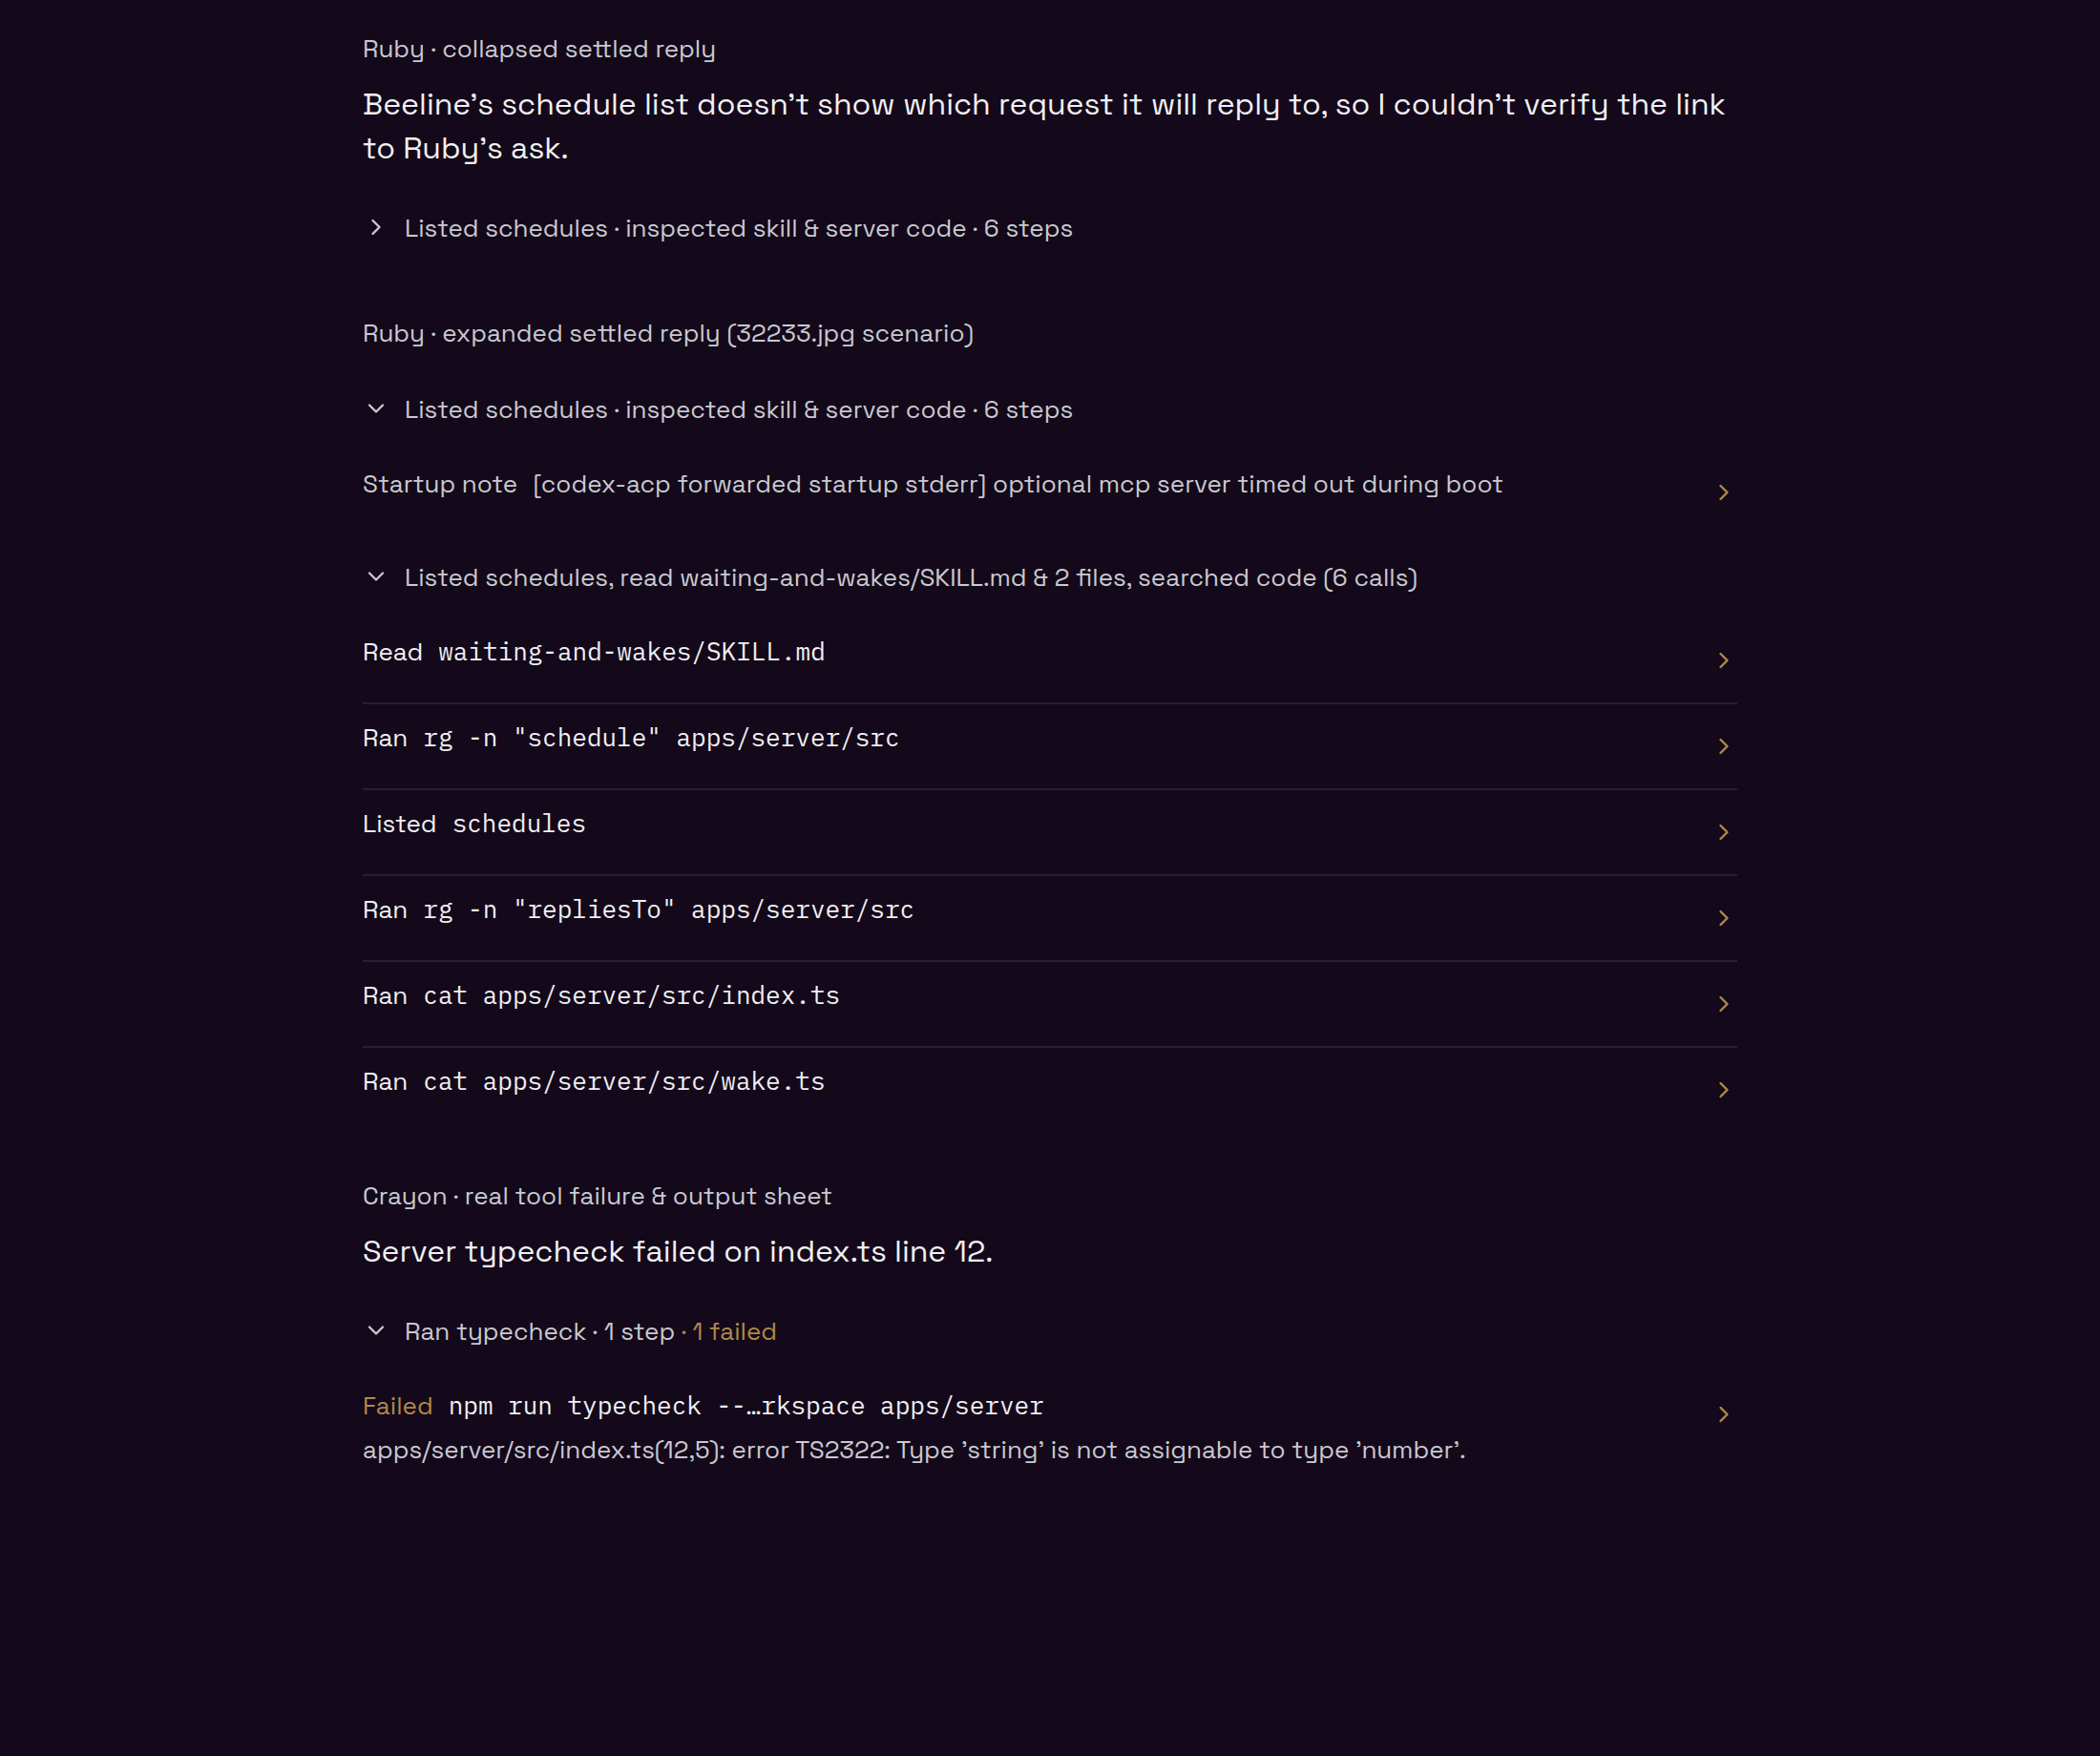 Ruby · collapsed settled reply
Beeline’s schedule list doesn’t show which request it will reply to, so I couldn’t verify the link
to Ruby’s ask.
Listed schedules · inspected skill & server code · 6 steps
Ruby · expanded settled reply (32233.jpg scenario)
Listed schedules · inspected skill & server code · 6 steps
Startup note [codex-acp forwarded startup stderr] optional mcp server timed out during boot
Listed schedules, read waiting-and-wakes/SKILL.md & 2 files, searched code (6 calls)
Read waiting-and-wakes/SKILL.md
Ran rg -n "schedule" apps/server/src
Listed schedules
Ran rg -n "repliesTo" apps/server/src
Ran cat apps/server/src/index.ts
Ran cat apps/server/src/wake.ts
Crayon · real tool failure & output sheet
Server typecheck failed on index.ts line 12.
Ran typecheck · 1 step · 1 failed
Failed npm run typecheck --…rkspace apps/server
apps/server/src/index.ts(12,5): error TS2322: Type 'string' is not assignable to type 'number'.